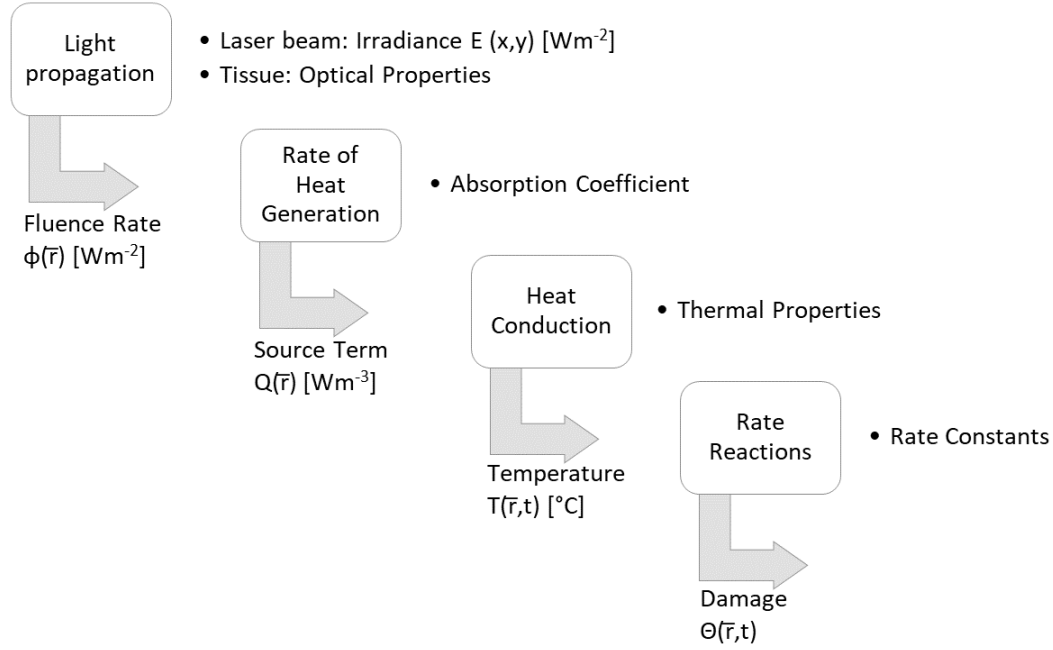 Light
propagation
• Laser beam: Irradiance E (x,y) [Wm⁻²]
• Tissue: Optical Properties
Fluence Rate
ϕ(r̅) [Wm⁻²]
Rate of
Heat
Generation
• Absorption Coefficient
Source Term
Q(r̅) [Wm⁻³]
Heat
Conduction
• Thermal Properties
Temperature
T(r̅,t) [°C]
Rate
Reactions
• Rate Constants
Damage
Θ(r̅,t)